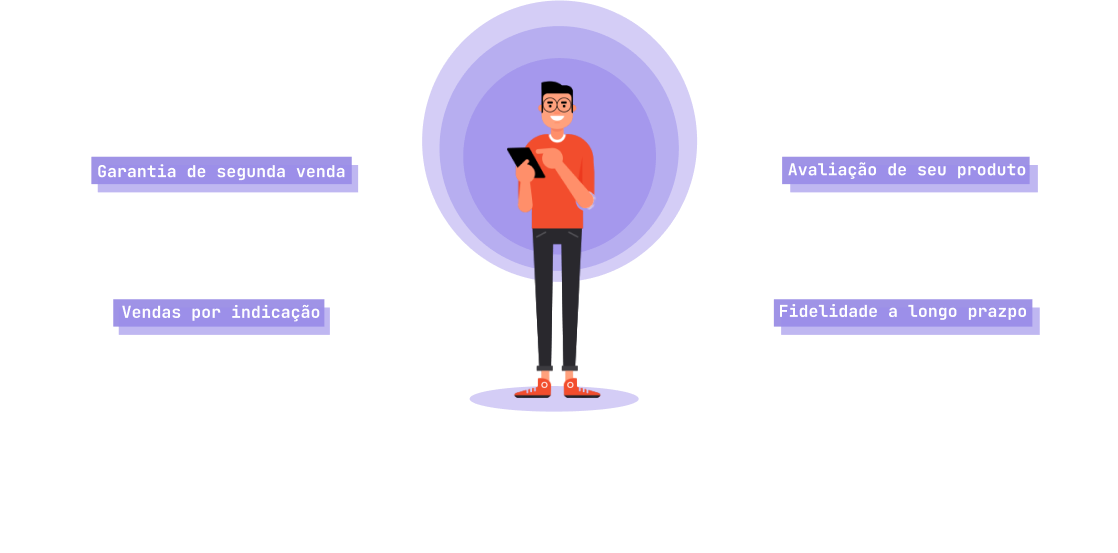 Garantia de segunda venda
Avaliação de seu produto
Vendas por indicação
Fidelidade a longo prazpo